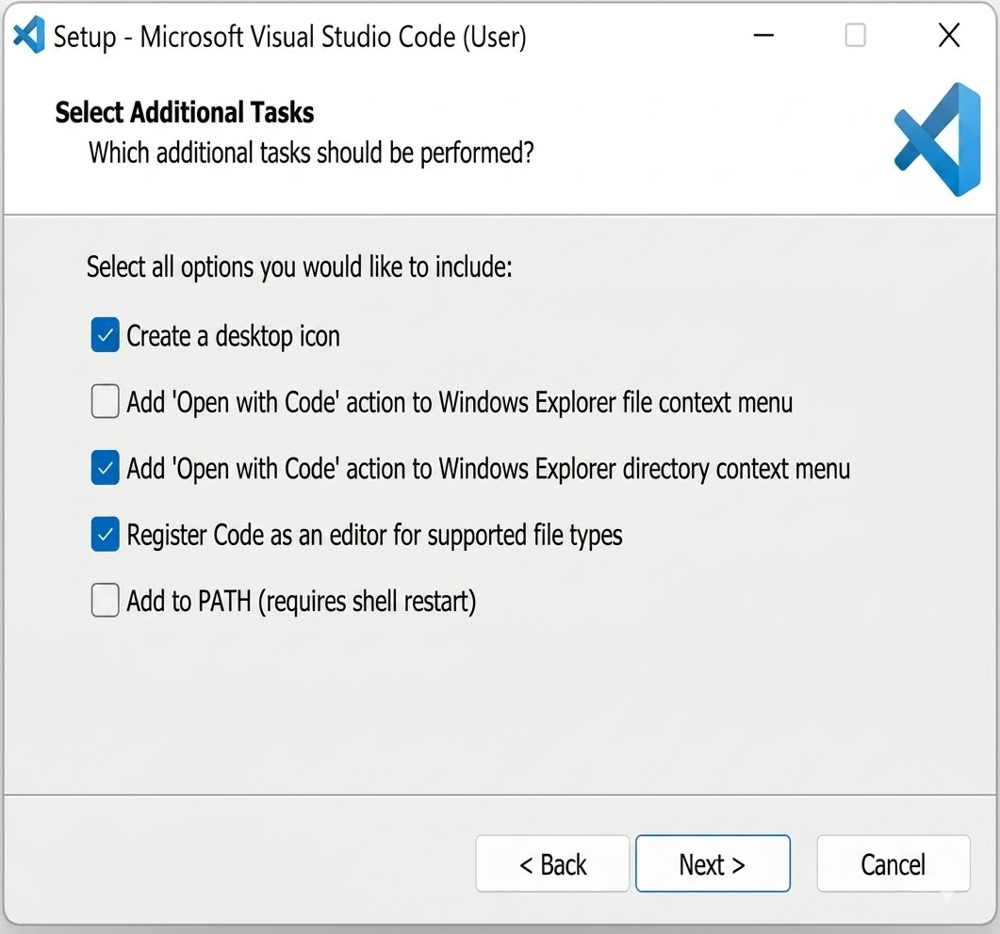 Setup - Microsoft Visual Studio Code (User)
Select Additional Tasks
Which additional tasks should be performed?
Select all options you would like to include:
Create a desktop icon
Add 'Open with Code' action to Windows Explorer file context menu
Add 'Open with Code' action to Windows Explorer directory context menu
Register Code as an editor for supported file types
Add to PATH (requires shell restart)
< Back Next > Cancel